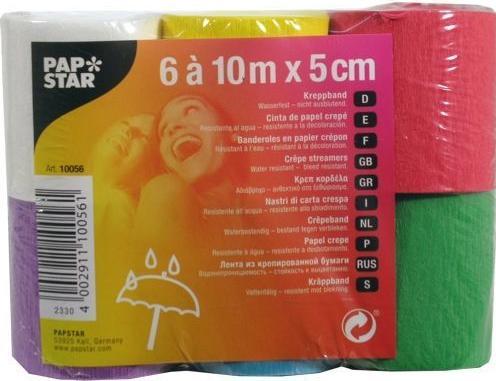 PAP*
STAR
6 à 10m x 5cm
Kreppband D
Wasserfest – nicht ausblutend.
Cinta de papel crepé E
Resistente al agua – resistente a la decoloración.
Banderoles en papier crépon F
Résistant à l'eau – résistant à la décoloration.
Crêpe streamers GB
Water resistant – bleed resistant.
Κρεπ κορδέλα GR
Nastri di carta crespa I
Resistente all'acqua – resistente allo sbiadimento.
Crêpeband NL
Waterbestendig – bestand tegen verbleken.
Papel crepe P
Resistente à água – resistente a desbotamento.
Лента из крепированной бумаги RUS
Водонепроницаемость – стойкость к выцветанию.
Kräppband S
Art. 10056
4 002911 100561
2330
PAPSTAR
53925 Kall, Germany
www.papstar.com